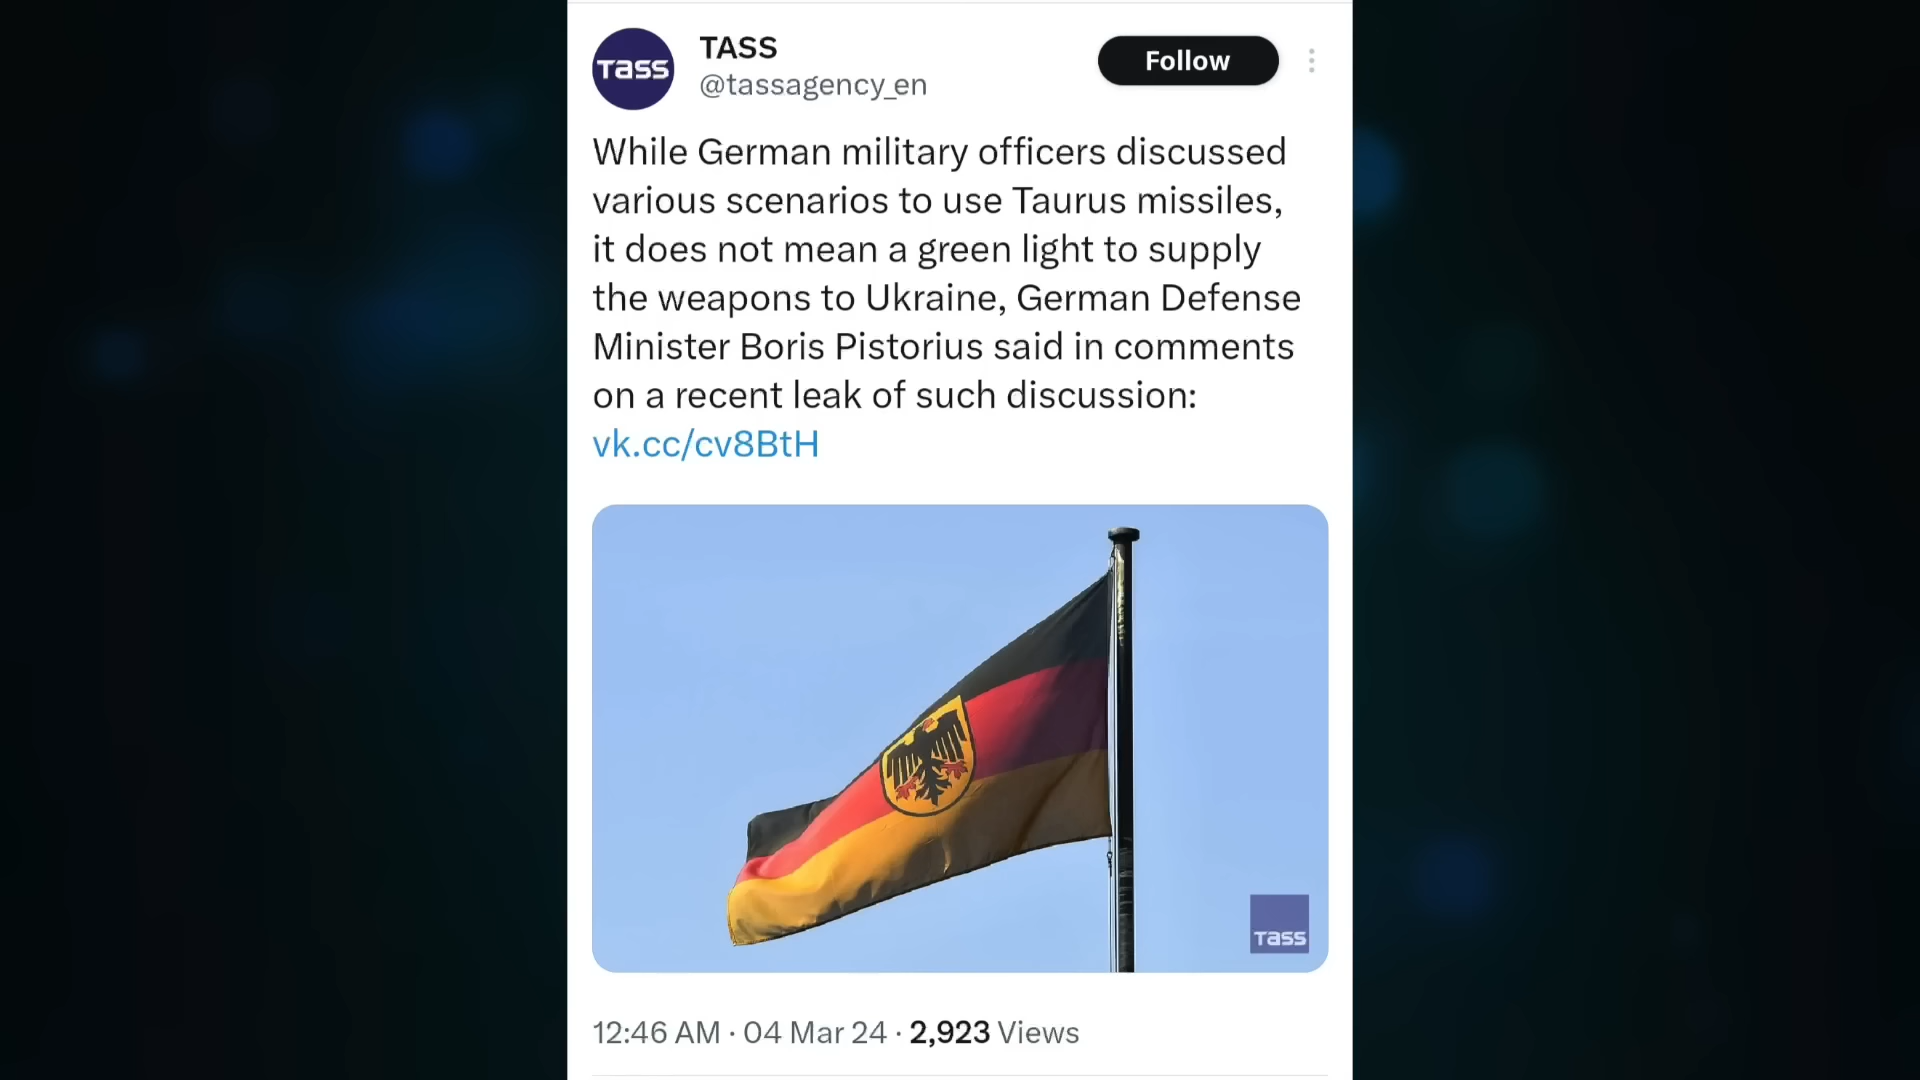 TASS
TASS
@tassagency_en
Follow
While German military officers discussed
various scenarios to use Taurus missiles,
it does not mean a green light to supply
the weapons to Ukraine, German Defense
Minister Boris Pistorius said in comments
on a recent leak of such discussion:
vk.cc/cv8BtH
TASS
12:46 AM · 04 Mar 24 · 2,923 Views